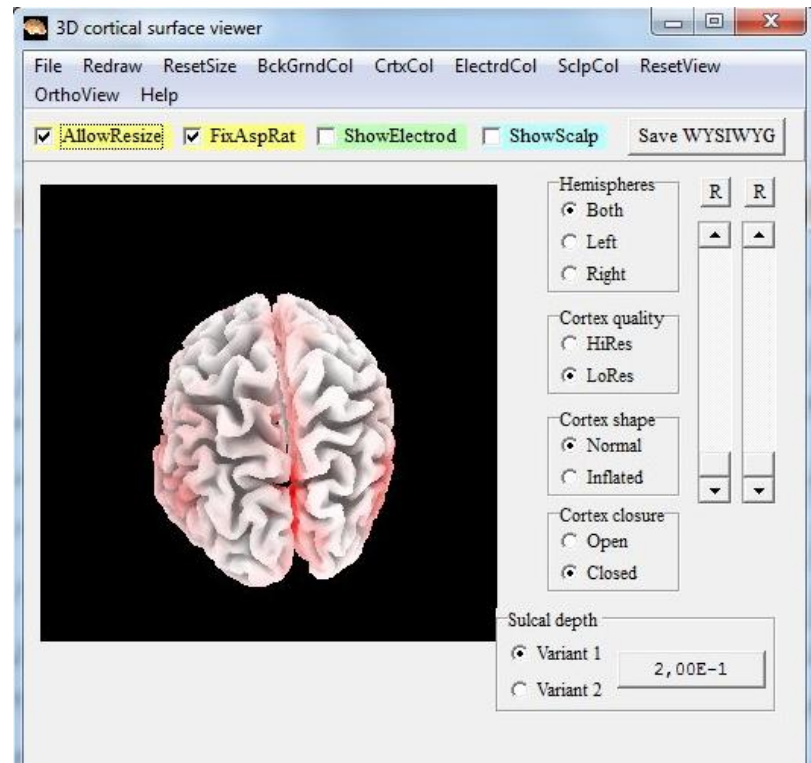 3D cortical surface viewer
File Redraw ResetSize BckGrndCol CrtxCol ElectrdCol SclpCol ResetView
OrthoView Help
AllowResize FixAspRat ShowElectrod ShowScalp Save WYSIWYG
Hemispheres
R R
Both
Left
Right
Cortex quality
HiRes
LoRes
Cortex shape
Normal
Inflated
Cortex closure
Open
Closed
Sulcal depth
Variant 1
2,00E-1
Variant 2